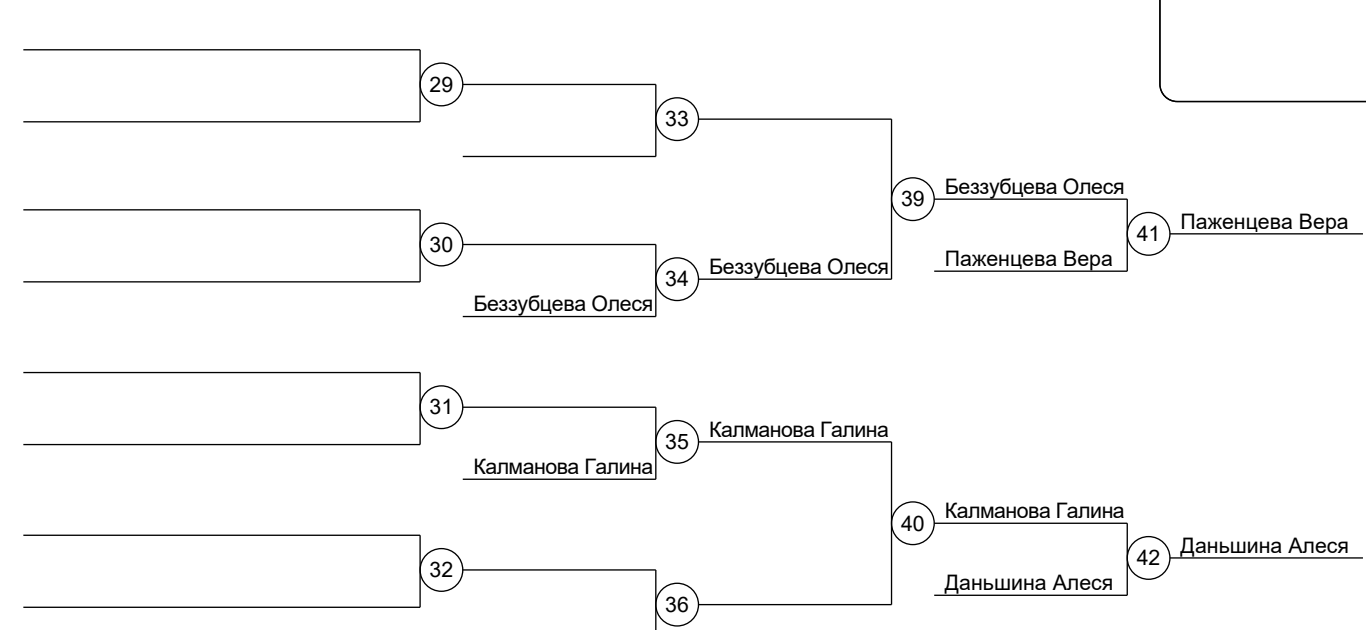 29
33
Беззубцева Олеся
39
Паженцева Вера
41
30
Паженцева Вера
Беззубцева Олеся
34
Беззубцева Олеся
31
Калманова Галина
35
Калманова Галина
Калманова Галина
40
Даньшина Алеся
42
32
Даньшина Алеся
36